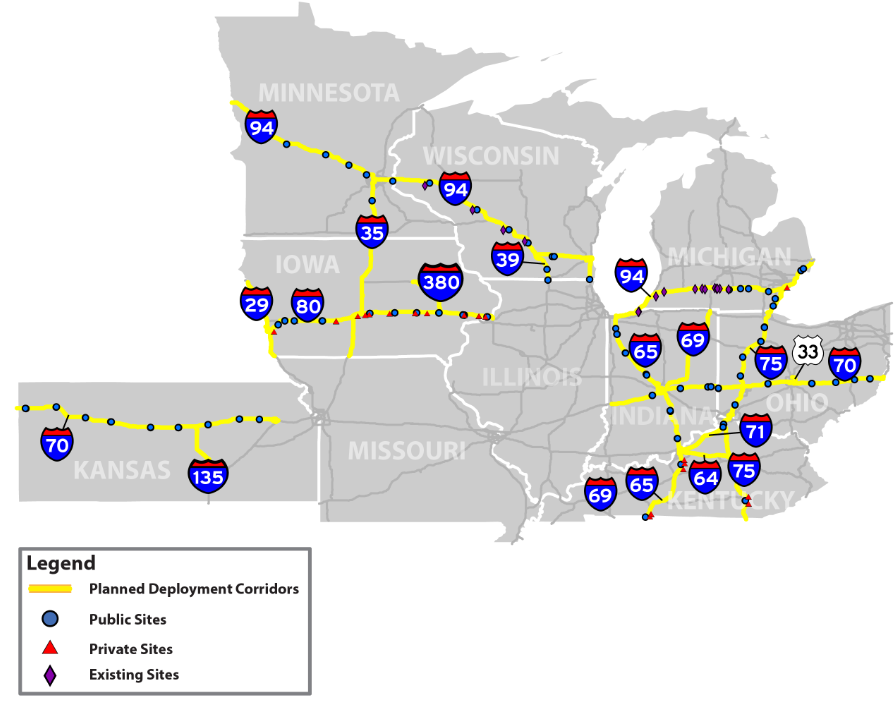 MINNESOTA
94
WISCONSIN
94
35
39
IOWA
380
29
80
94
MICHIGAN
65
69
75
33
70
ILLINOIS
INDIANA
OHIO
70
KANSAS
135
MISSOURI
71
69
65
64
75
KENTUCKY
Legend
Planned Deployment Corridors
Public Sites
Private Sites
Existing Sites